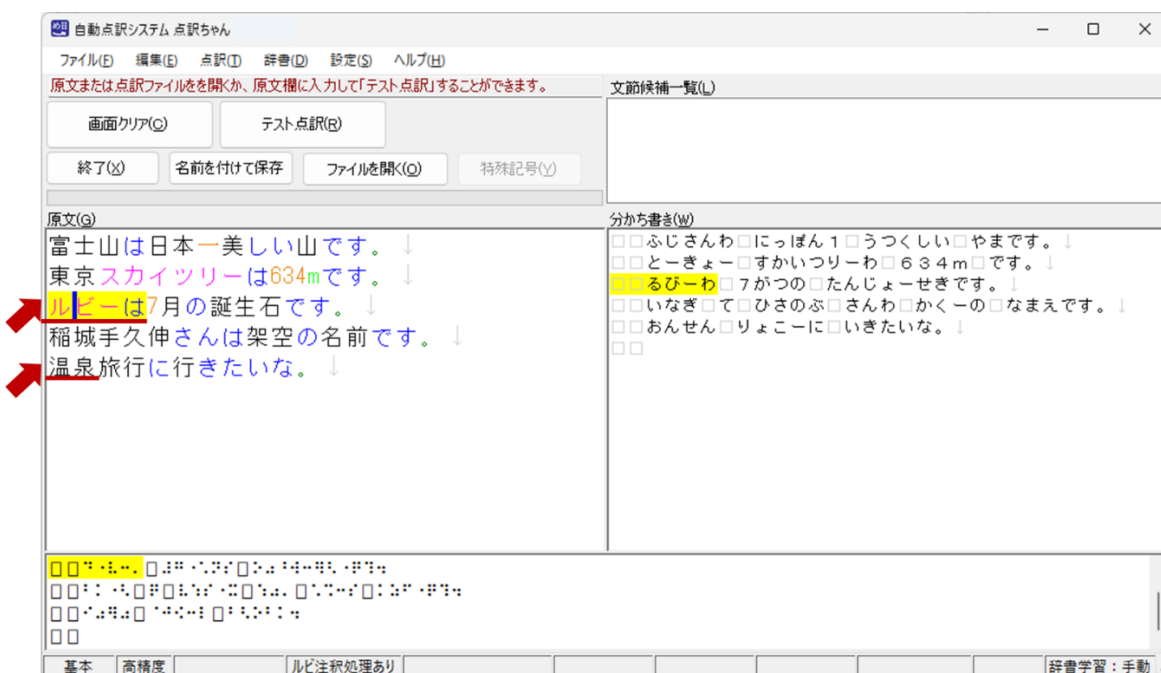 自動点訳システム 点訳ちゃん
ファイル(F) 編集(E) 点訳(T) 辞書(D) 設定(S) ヘルプ(H)
原文または点訳ファイルをを開くか、原文欄に入力して「テスト点訳」することができます。
文節候補一覧(L)
画面クリア(C) テスト点訳(R)
終了(X) 名前を付けて保存 ファイルを開く(O) 特殊記号(Y)
原文(G)
富士山は日本一美しい山です。↓
東京スカイツリーは634mです。↓
ルビーは7月の誕生石です。↓
稲城手久伸さんは架空の名前です。↓
温泉旅行に行きたいな。↓
分かち書き(W)
□□ふじさんわ□にっぽん1□うつくしい□やまです。↓
□□とーきょー□すかいつりーわ□634m□です。↓
□□るびーわ□7がつの□たんじょーせきです。↓
□□いなぎ□て□ひさのぶ□さんわ□かくーの□なまえです。↓
□□おんせん□りょこーに□いきたいな。↓
□□
基本 高精度 ルビ注釈処理あり 辞書学習:手動